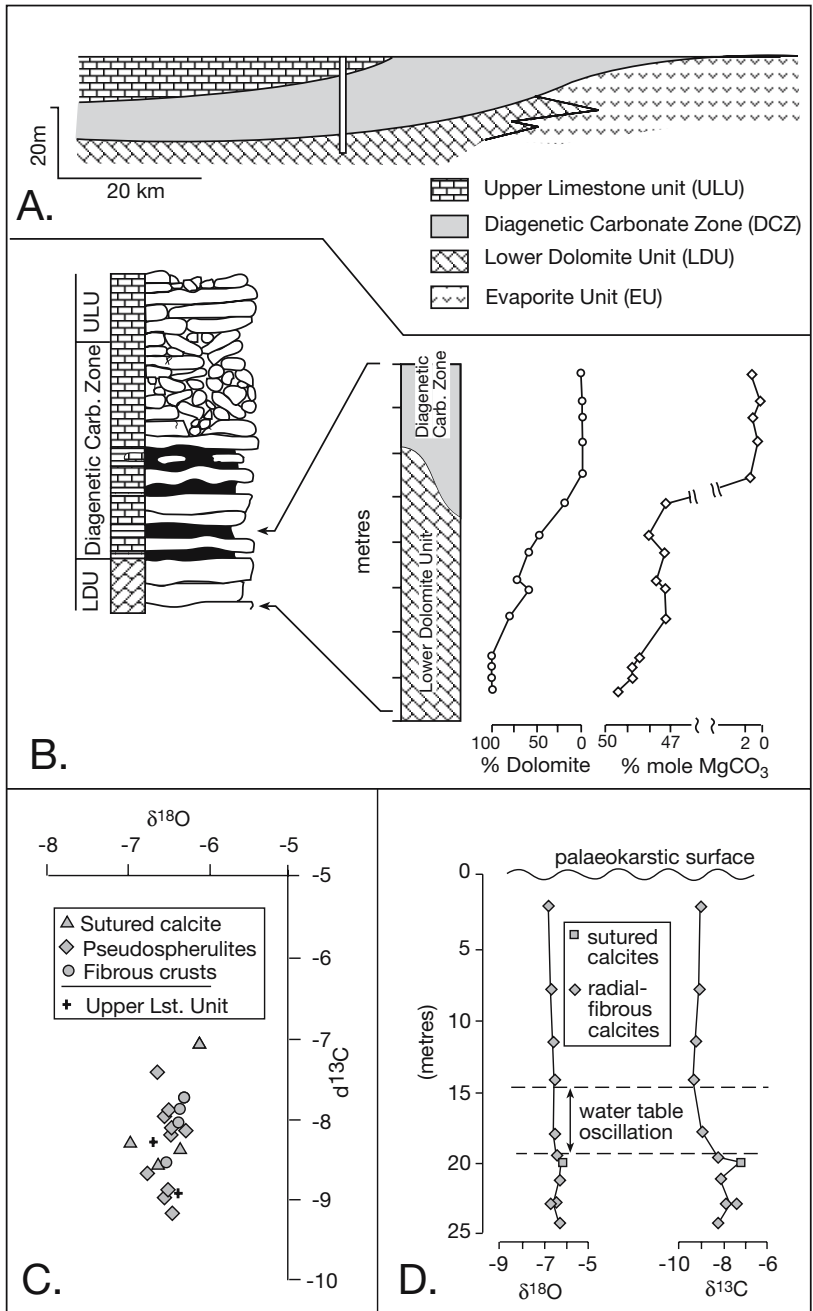 20m
20 km
A.
Upper Limestone unit (ULU)
Diagenetic Carbonate Zone (DCZ)
Lower Dolomite Unit (LDU)
Evaporite Unit (EU)
ULU
Diagenetic Carb. Zone
LDU
metres
Diagenetic
Carb. Zone
Lower Dolomite Unit
100 50 0
% Dolomite
50 47 2 0
% mole MgCO3
B.
δ18O
-8 -7 -6 -5
-5
-6
-7
-8
-9
-10
d13C
Sutured calcite
Pseudospherulites
Fibrous crusts
Upper Lst. Unit
C.
palaeokarstic surface
0
5
10
15
20
25
(metres)
sutured
calcites
radial-
fibrous
calcites
water table
oscillation
-9 -7 -5
δ18O
-10 -8 -6
δ13C
D.